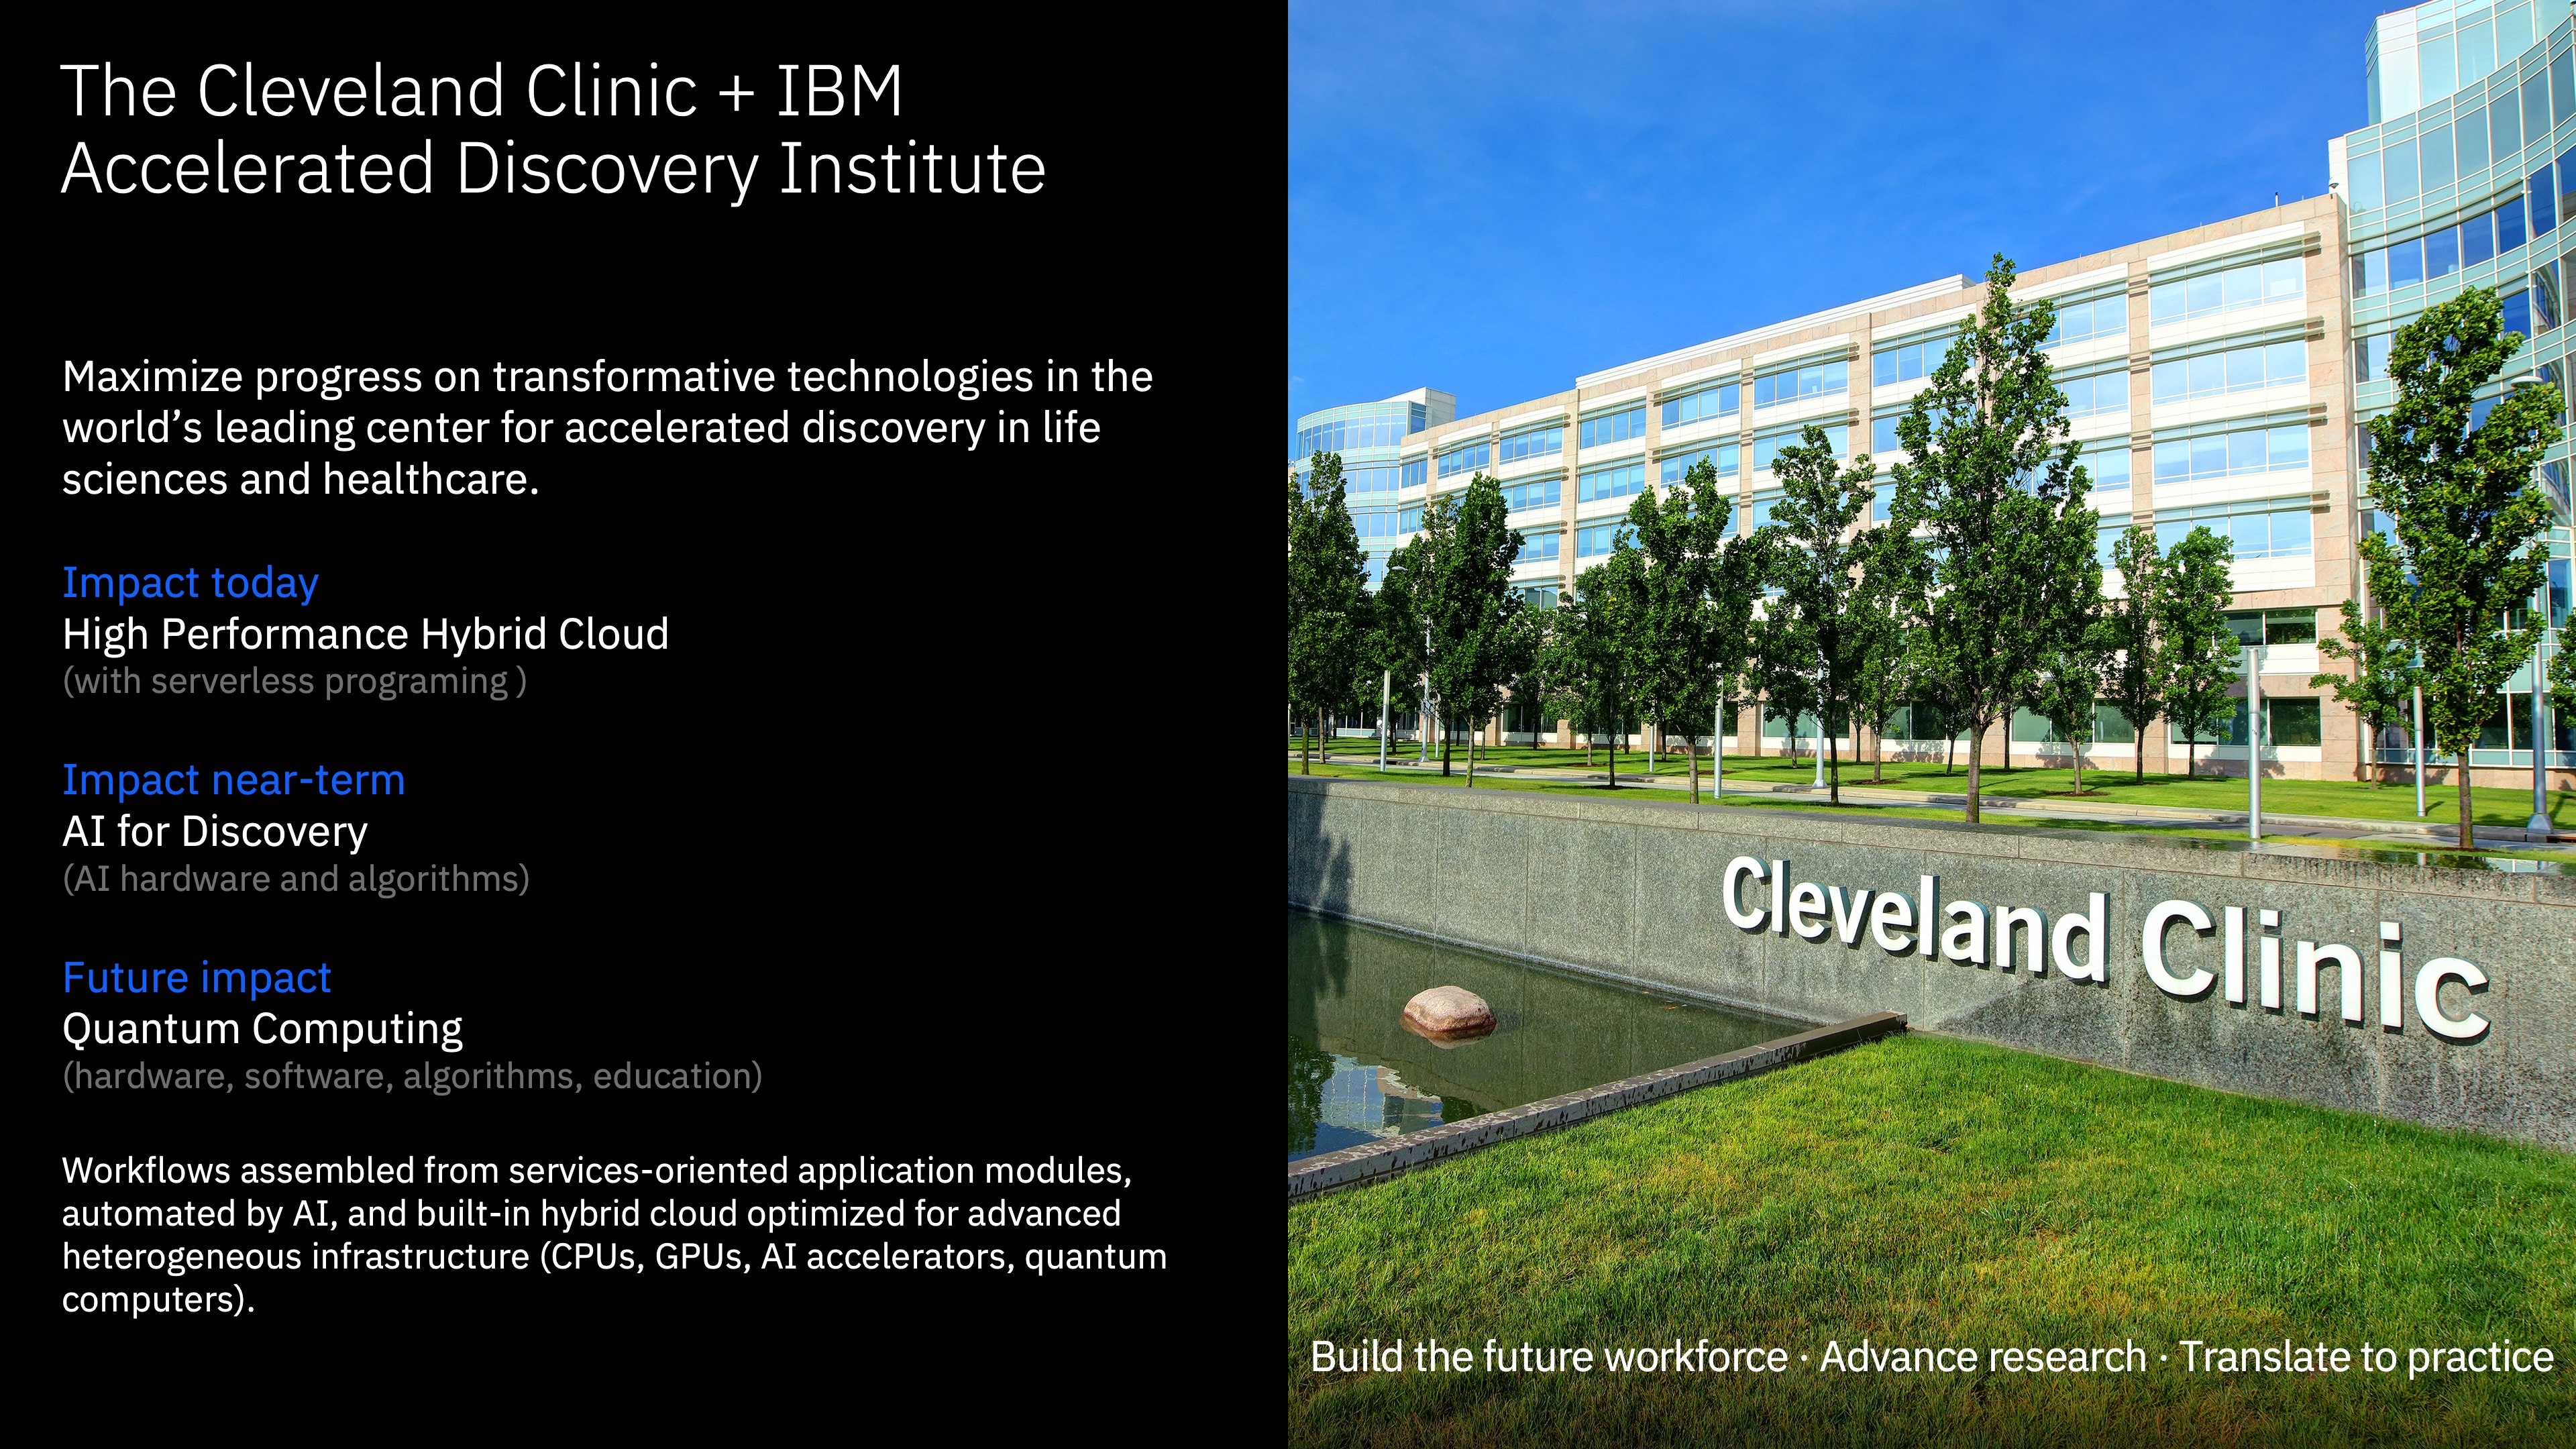 The Cleveland Clinic + IBM
Accelerated Discovery Institute
Maximize progress on transformative technologies in the
world’s leading center for accelerated discovery in life
sciences and healthcare.
Impact today
High Performance Hybrid Cloud
(with serverless programing )
Impact near-term
AI for Discovery
(AI hardware and algorithms)
Future impact
Quantum Computing
(hardware, software, algorithms, education)
Workflows assembled from services-oriented application modules,
automated by AI, and built-in hybrid cloud optimized for advanced
heterogeneous infrastructure (CPUs, GPUs, AI accelerators, quantum
computers).
Cleveland Clinic
Build the future workforce · Advance research · Translate to practice